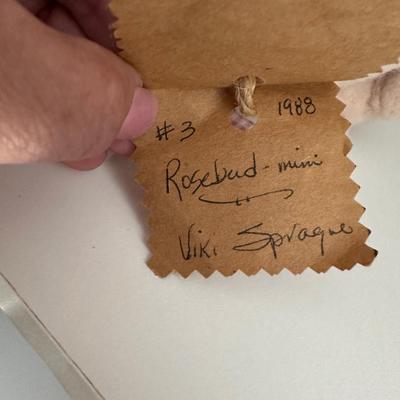 #3 1988
Rosebud-mini
Viki Sprague